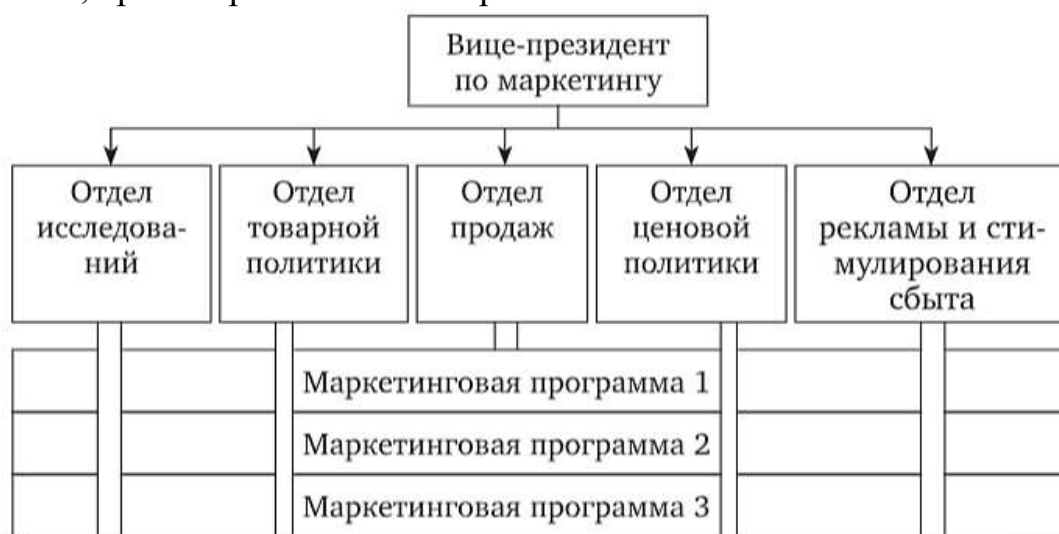 Вице-президент
по маркетингу
Отдел
исследова-
ний
Отдел
товарной
политики
Отдел
продаж
Отдел
ценовой
политики
Отдел
рекламы и сти-
мулирования
сбыта
Маркетинговая программа 1
Маркетинговая программа 2
Маркетинговая программа 3